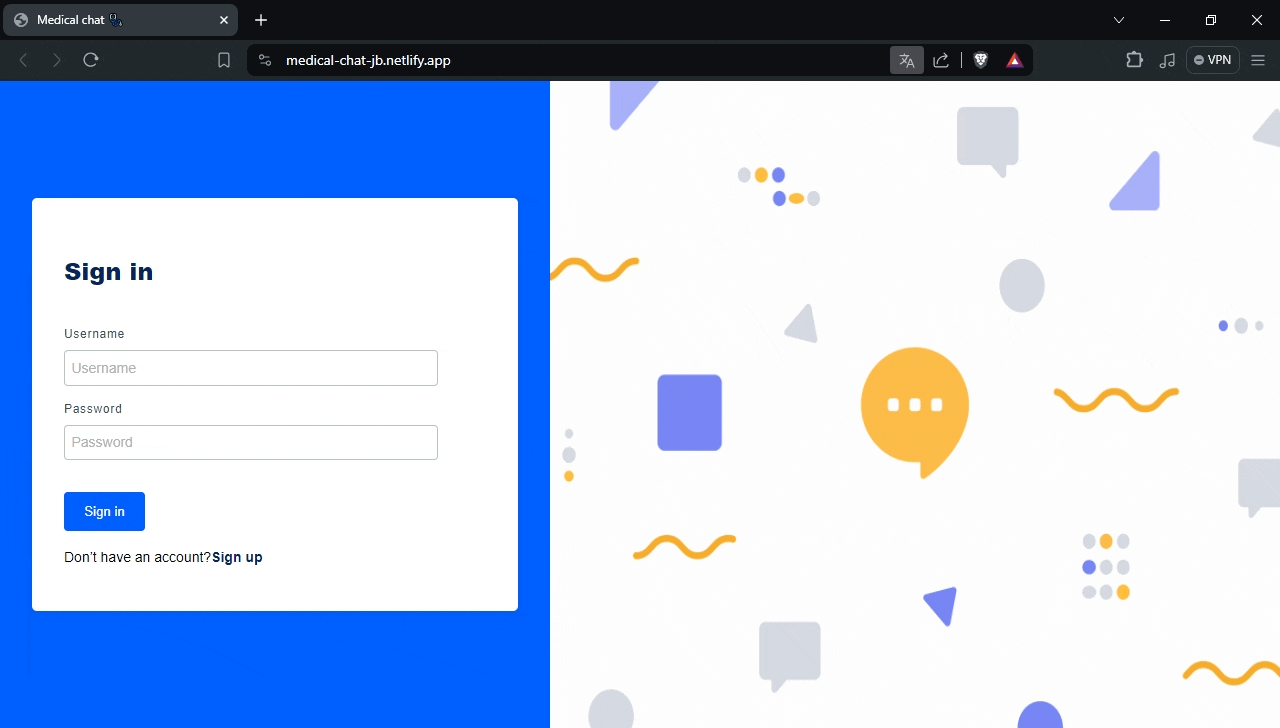 Medical chat
medical-chat-jb.netlify.app
VPN
Sign in
Username
Username
Password
Password
Sign in
Don't have an account?Sign up